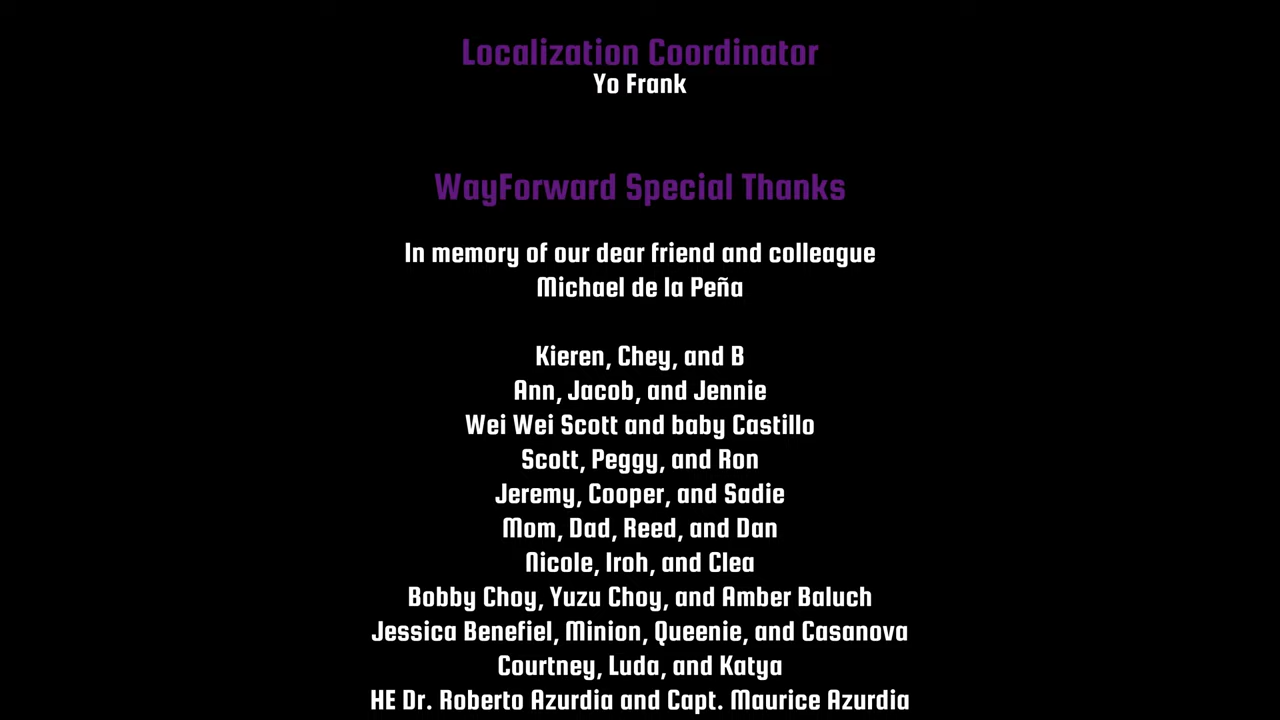 Localization Coordinator
Yo Frank
WayForward Special Thanks
In memory of our dear friend and colleague
Michael de la Peña
Kieren, Chey, and B
Ann, Jacob, and Jennie
Wei Wei Scott and baby Castillo
Scott, Peggy, and Ron
Jeremy, Cooper, and Sadie
Mom, Dad, Reed, and Dan
Nicole, Iroh, and Clea
Bobby Choy, Yuzu Choy, and Amber Baluch
Jessica Benefiel, Minion, Queenie, and Casanova
Courtney, Luda, and Katya
HE Dr. Roberto Azurdia and Capt. Maurice Azurdia